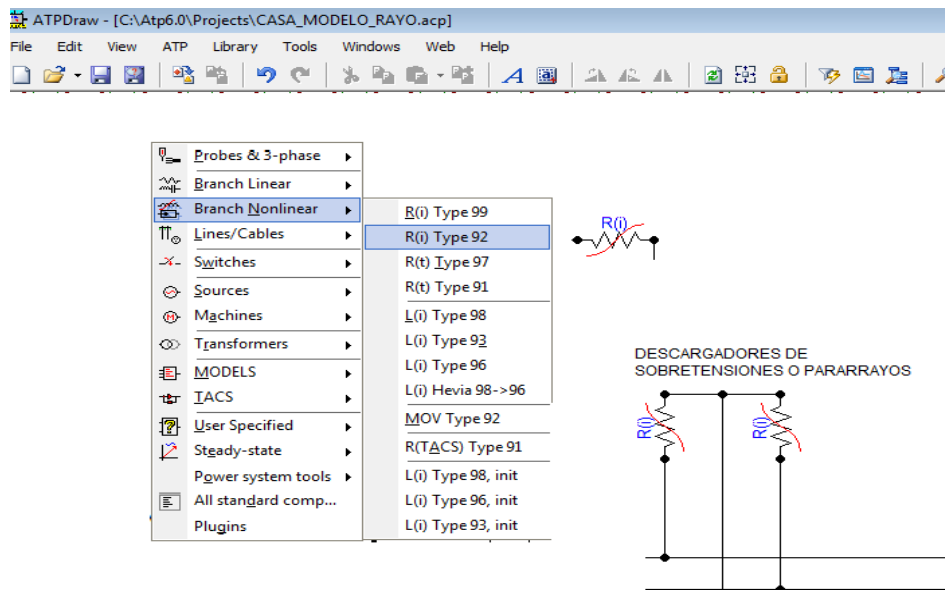 ATPDraw - [C:\Atp6.0\Projects\CASA_MODELO_RAYO.acp]
File Edit View ATP Library Tools Windows Web Help
Probes & 3-phase
Branch Linear
Branch Nonlinear
Lines/Cables
Switches
Sources
Machines
Transformers
MODELS
TACS
User Specified
Steady-state
Power system tools
All standard comp...
Plugins
R(i) Type 99
R(i) Type 92
R(t) Type 97
R(t) Type 91
L(i) Type 98
L(i) Type 93
L(i) Type 96
L(i) Hevia 98->96
MOV Type 92
R(TACS) Type 91
L(i) Type 98, init
L(i) Type 96, init
L(i) Type 93, init
R(i)
DESCARGADORES DE
SOBRETENSIONES O PARARRAYOS
R(i)
R(i)